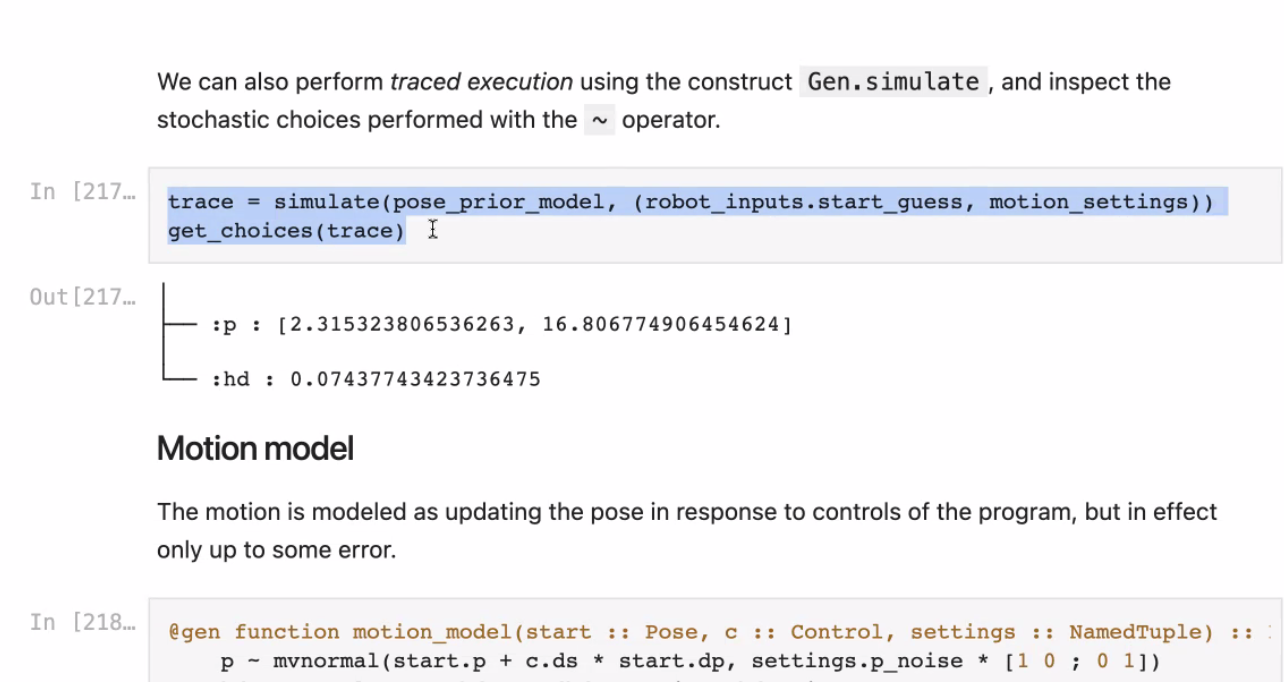 We can also perform traced execution using the construct Gen.simulate , and inspect the
stochastic choices performed with the ~ operator.
In [217…
trace = simulate(pose_prior_model, (robot_inputs.start_guess, motion_settings))
get_choices(trace)
Out[217…
:p : [2.315323806536263, 16.806774906454624]
:hd : 0.07437743423736475
Motion model
The motion is modeled as updating the pose in response to controls of the program, but in effect
only up to some error.
In [218…
@gen function motion_model(start :: Pose, c :: Control, settings :: NamedTuple) ::
p ~ mvnormal(start.p + c.ds * start.dp, settings.p_noise * [1 0 ; 0 1])